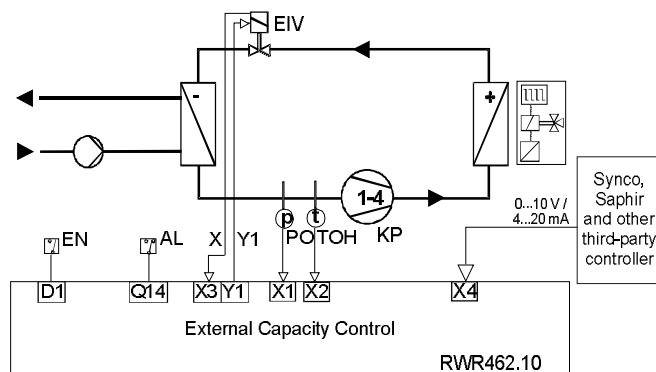 EIV
-
+
1-4
0...10 V /
4...20 mA
Synco,
Saphir
and other
third-party
controller
EN
AL
X
Y1
p
t
PO
TOH
KP
D1
Q14
X3
Y1
X1
X2
X4
External Capacity Control
RWR462.10